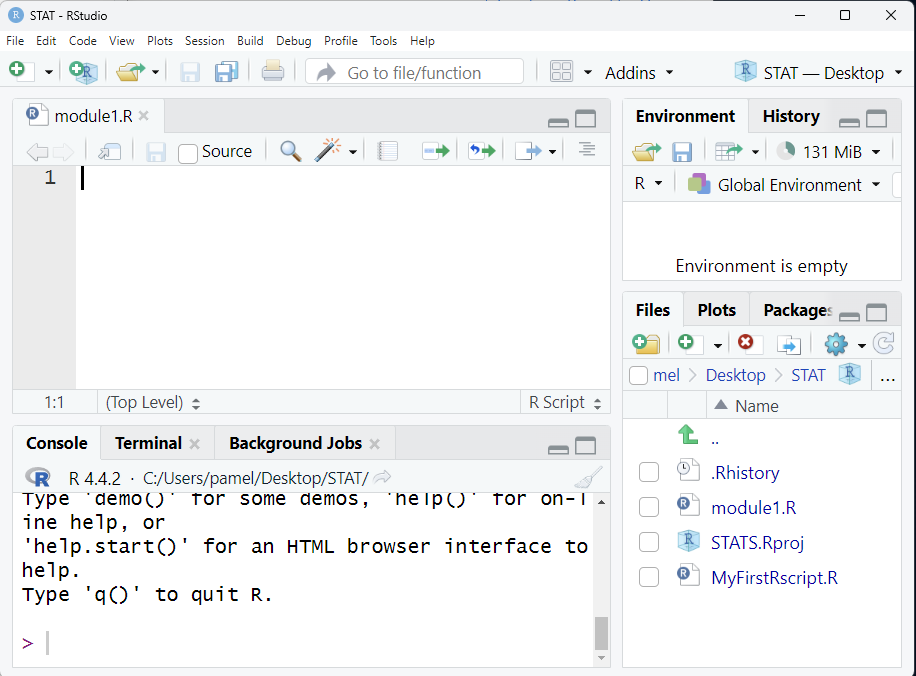 STAT - RStudio
File Edit Code View Plots Session Build Debug Profile Tools Help
Go to file/function
Addins
STAT — Desktop
module1.R
Source
1
1:1
(Top Level)
R Script
Console
Terminal
Background Jobs
R 4.4.2 · C:/Users/pamel/Desktop/STAT/
Type 'demo()' for some demos, 'help()' for on-l
ine help, or
'help.start()' for an HTML browser interface to
help.
Type 'q()' to quit R.
>
Environment
History
131 MiB
R
Global Environment
Environment is empty
Files
Plots
Packages
mel
Desktop
STAT
...
Name
..
.Rhistory
module1.R
STATS.Rproj
MyFirstRscript.R